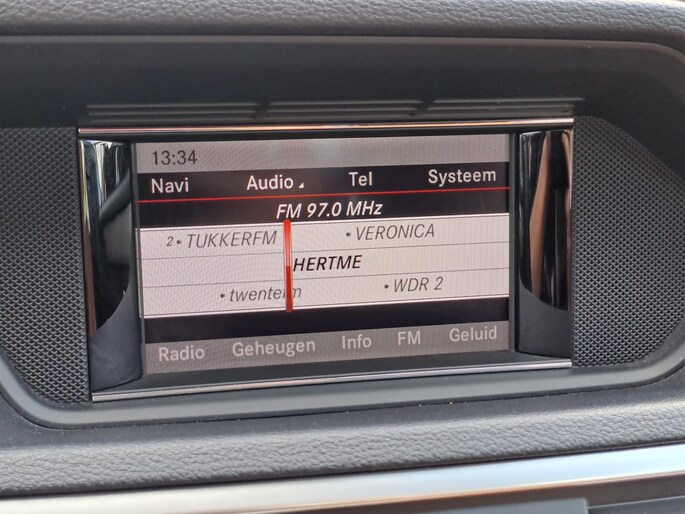 13:34
Navi Audio Tel Systeem
FM 97.0 MHz
2 • TUKKERFM • VERONICA
HERTME
• twentefm • WDR 2
Radio Geheugen Info FM Geluid